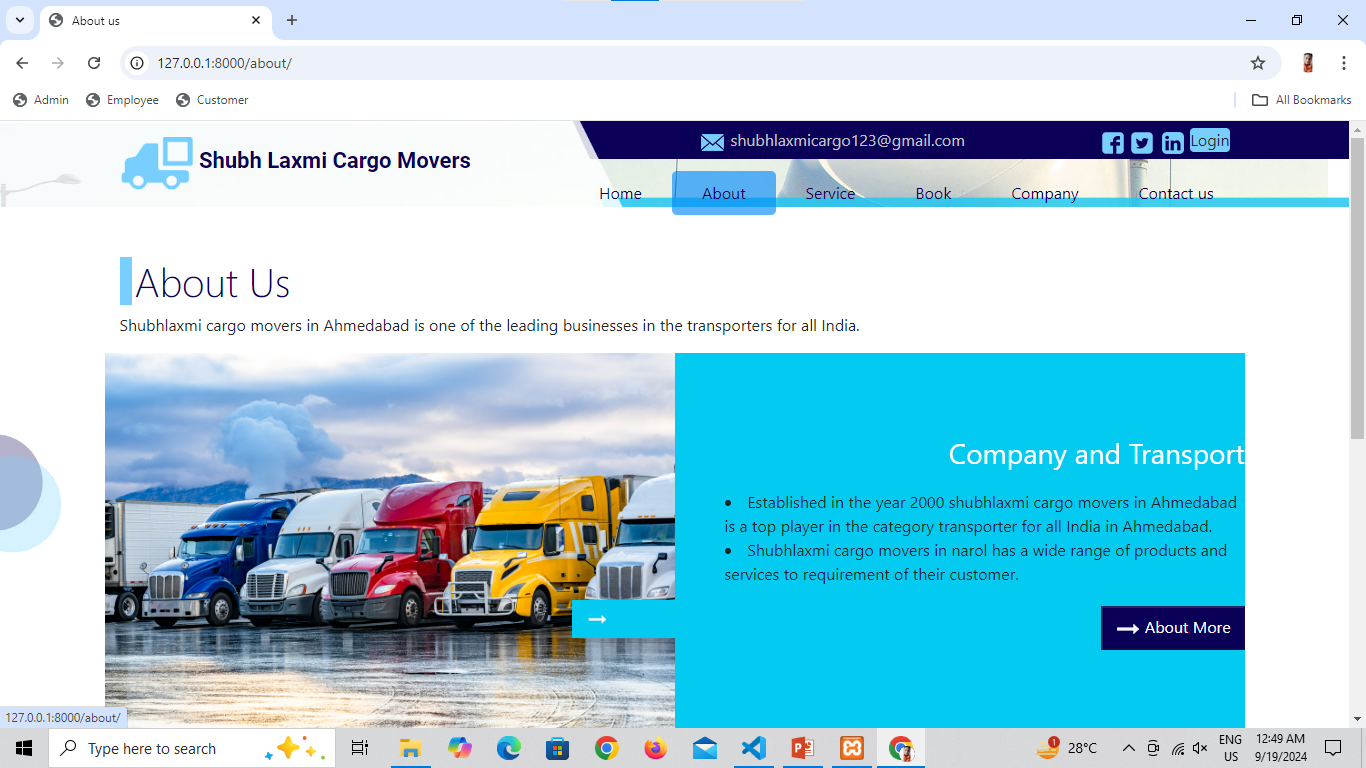 About us
127.0.0.1:8000/about/
Admin Employee Customer All Bookmarks
shubhlaxmicargo123@gmail.com Login
Shubh Laxmi Cargo Movers
Home About Service Book Company Contact us
About Us
Shubhlaxmi cargo movers in Ahmedabad is one of the leading businesses in the transporters for all India.
Company and Transport
• Established in the year 2000 shubhlaxmi cargo movers in Ahmedabad
is a top player in the category transporter for all India in Ahmedabad.
• Shubhlaxmi cargo movers in narol has a wide range of products and
services to requirement of their customer.
About More
127.0.0.1:8000/about/
Type here to search
1 28°C
ENG
US
12:49 AM
9/19/2024